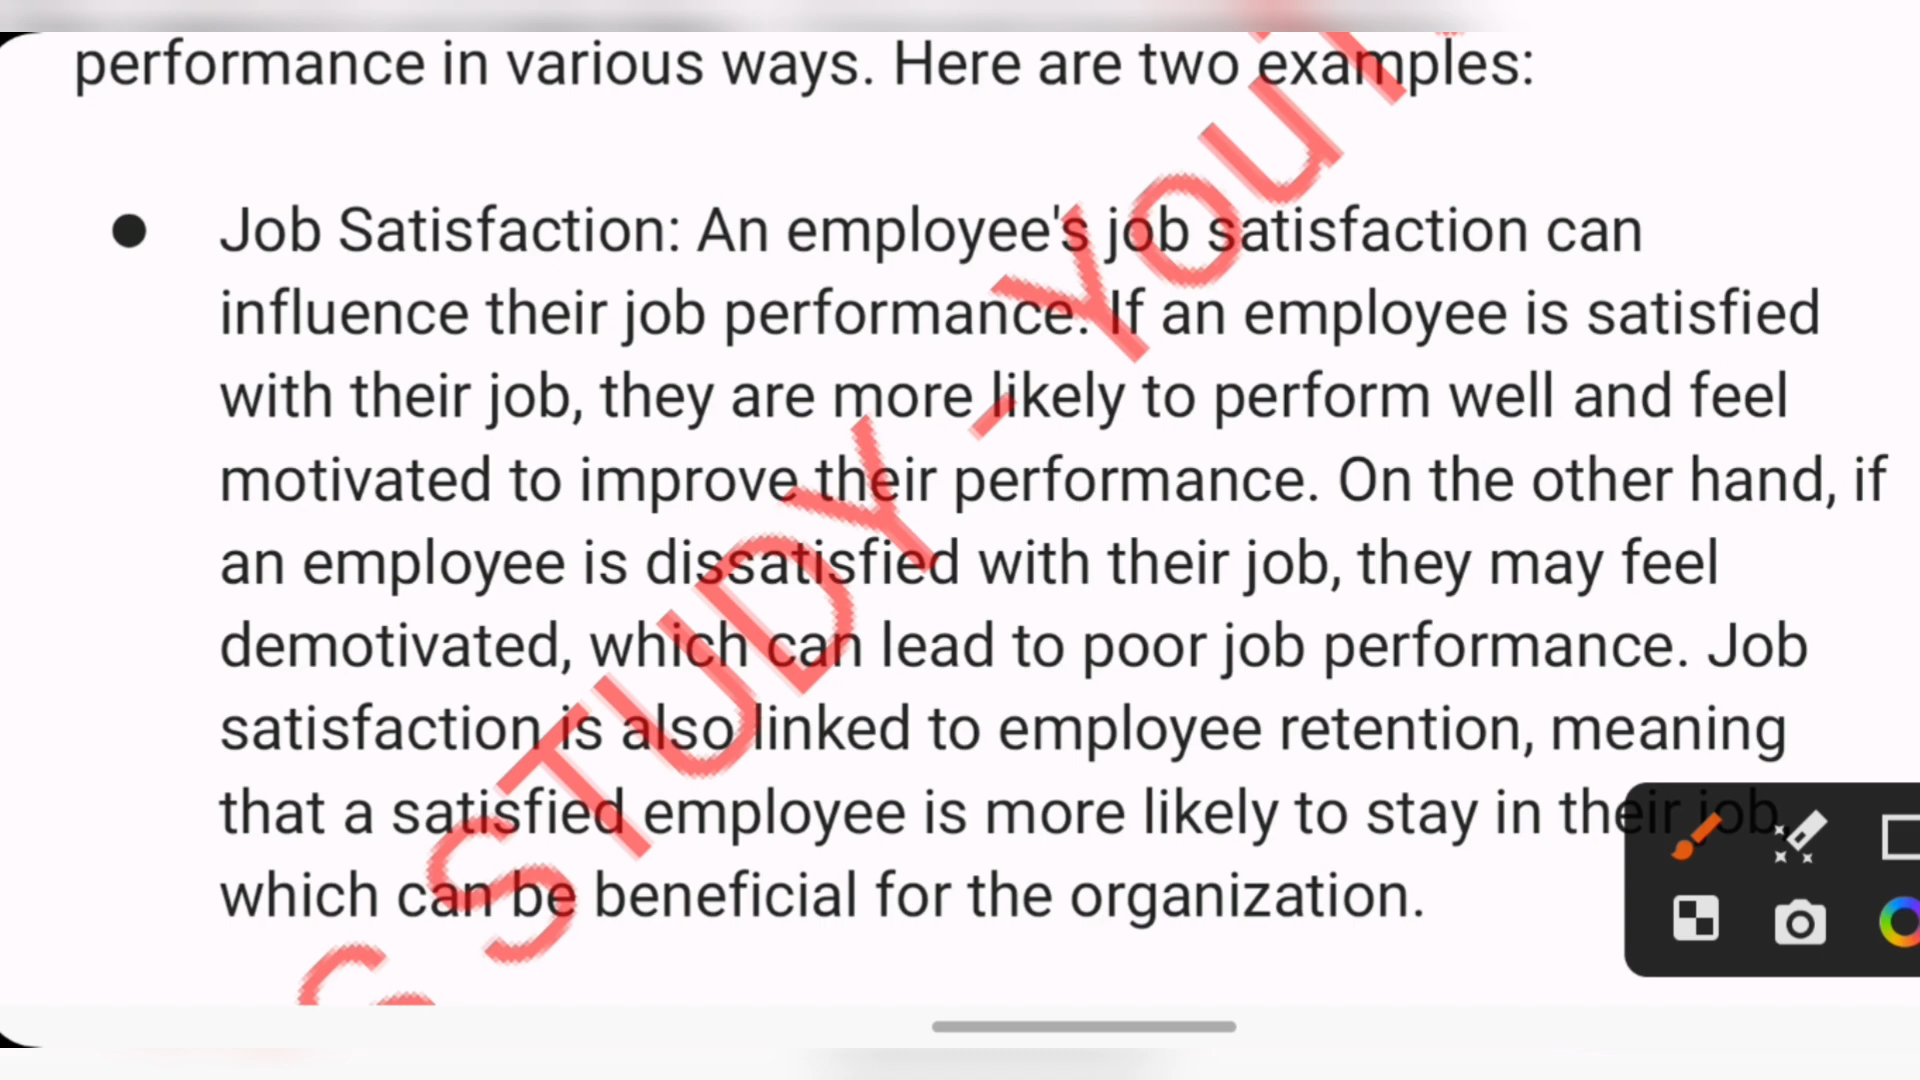 performance in various ways. Here are two examples:
● Job Satisfaction: An employee's job satisfaction can
influence their job performance. If an employee is satisfied
with their job, they are more likely to perform well and feel
motivated to improve their performance. On the other hand, if
an employee is dissatisfied with their job, they may feel
demotivated, which can lead to poor job performance. Job
satisfaction is also linked to employee retention, meaning
that a satisfied employee is more likely to stay in their job
which can be beneficial for the organization.
G STUDY - YouT